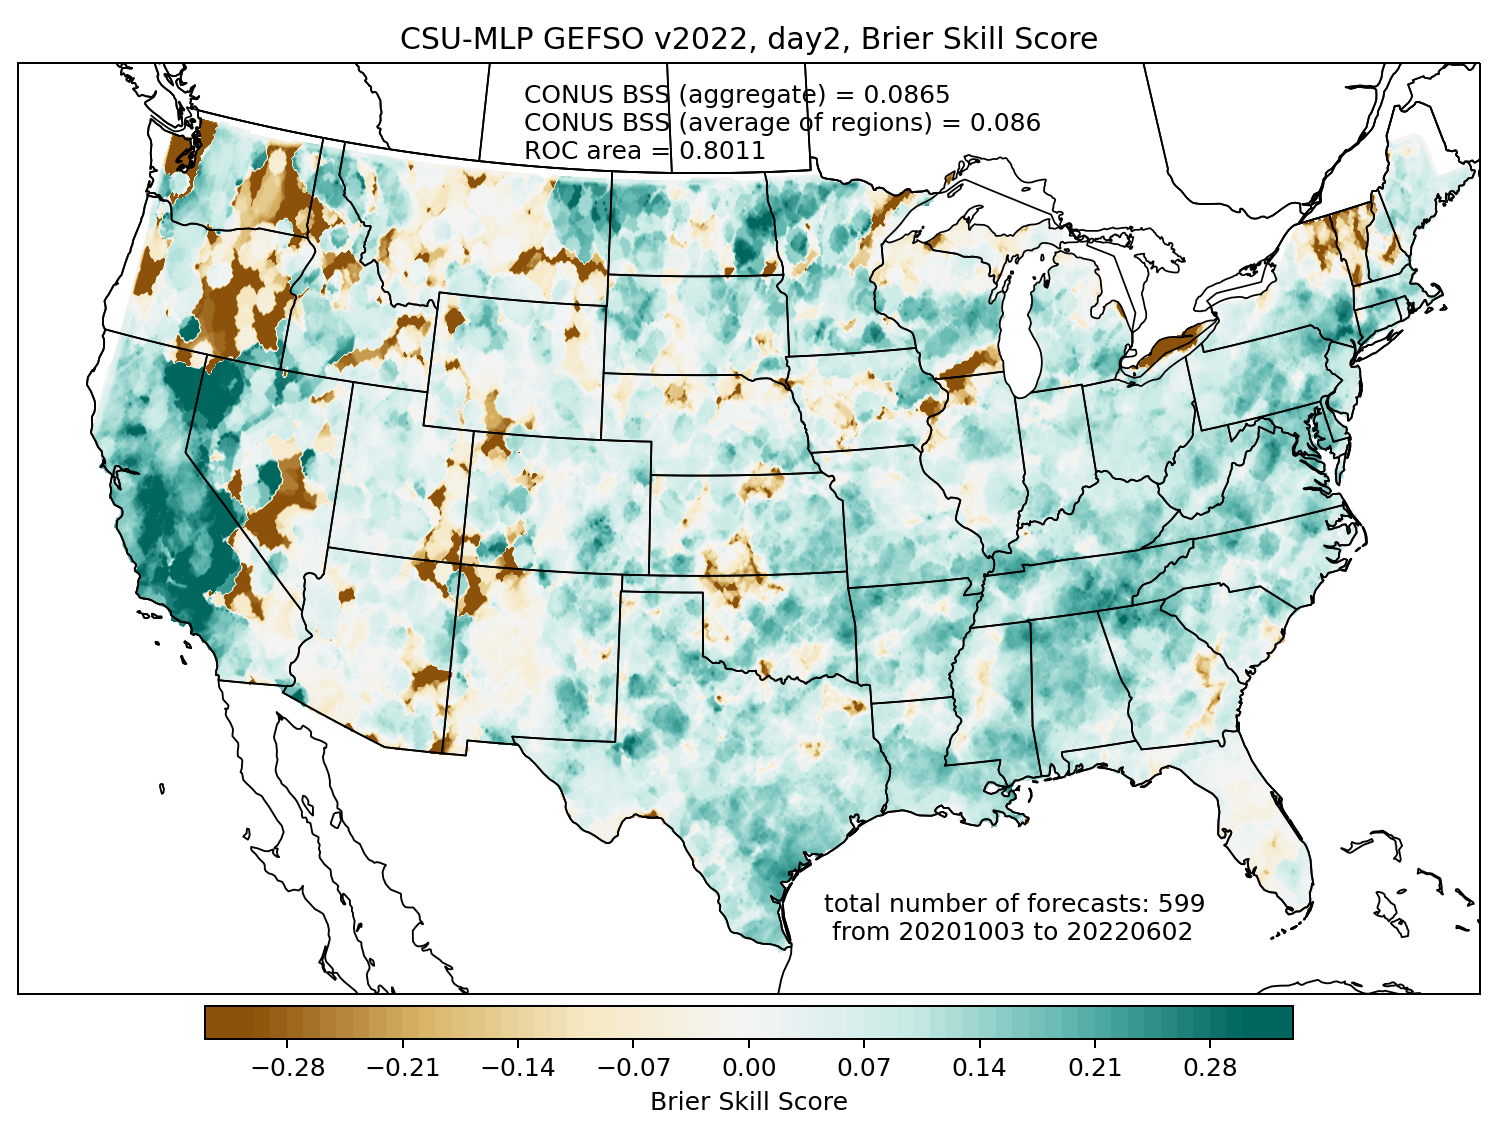 CSU-MLP GEFSO v2022, day2, Brier Skill Score
CONUS BSS (aggregate) = 0.0865
CONUS BSS (average of regions) = 0.086
ROC area = 0.8011
total number of forecasts: 599
from 20201003 to 20220602
−0.28 −0.21 −0.14 −0.07 0.00 0.07 0.14 0.21 0.28
Brier Skill Score